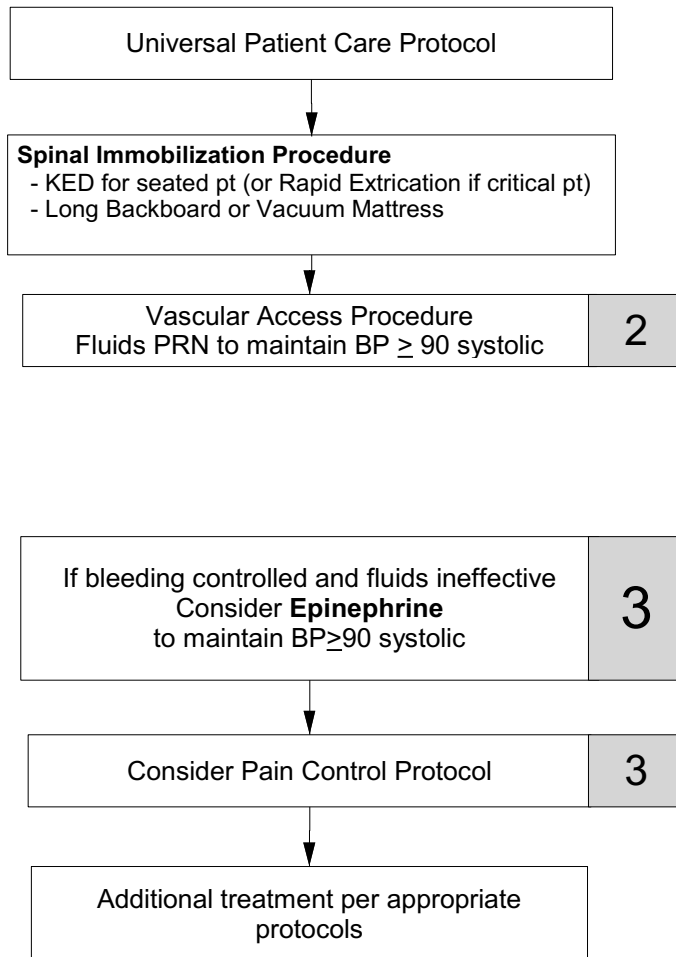 Universal Patient Care Protocol
Spinal Immobilization Procedure
- KED for seated pt (or Rapid Extrication if critical pt)
- Long Backboard or Vacuum Mattress
Vascular Access Procedure
Fluids PRN to maintain BP ≥ 90 systolic
2
If bleeding controlled and fluids ineffective
Consider Epinephrine
to maintain BP≥90 systolic
3
Consider Pain Control Protocol
3
Additional treatment per appropriate
protocols